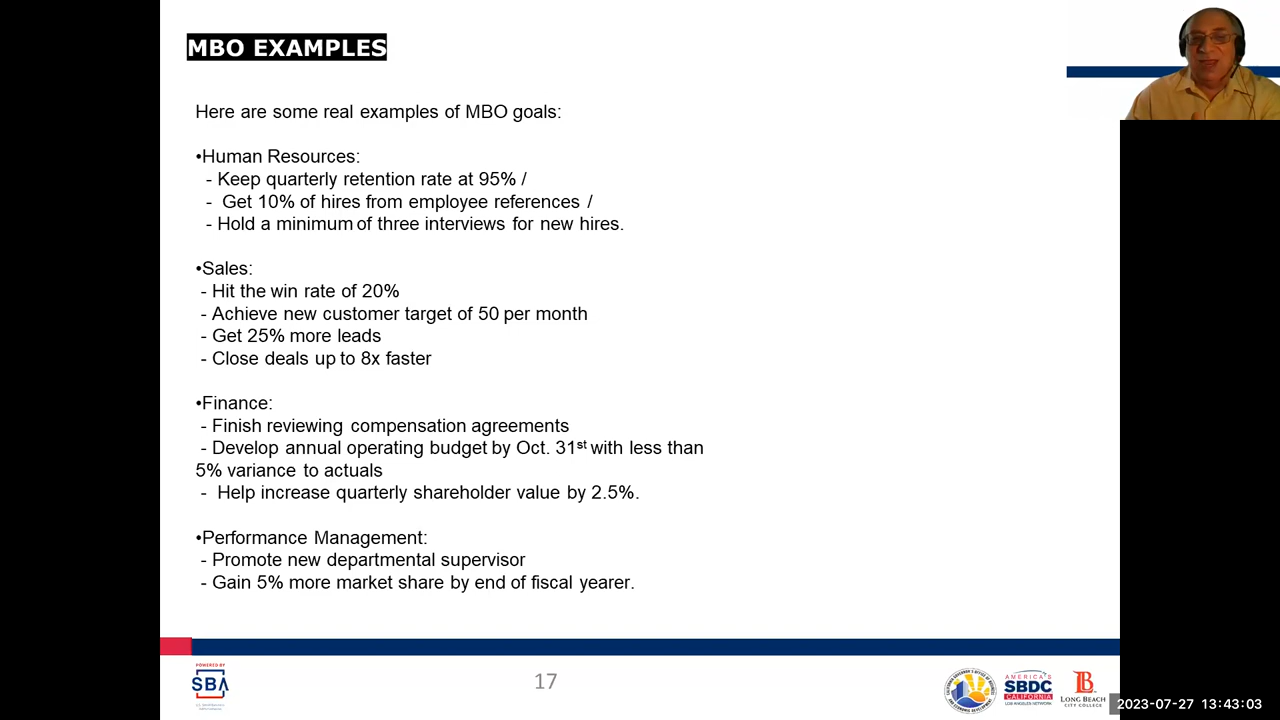 MBO EXAMPLES
Here are some real examples of MBO goals:
•Human Resources:
- Keep quarterly retention rate at 95% /
- Get 10% of hires from employee references /
- Hold a minimum of three interviews for new hires.
•Sales:
- Hit the win rate of 20%
- Achieve new customer target of 50 per month
- Get 25% more leads
- Close deals up to 8x faster
•Finance:
- Finish reviewing compensation agreements
- Develop annual operating budget by Oct. 31st with less than
5% variance to actuals
- Help increase quarterly shareholder value by 2.5%.
•Performance Management:
- Promote new departmental supervisor
- Gain 5% more market share by end of fiscal yearer.
POWERED BY
SBA
17
AMERICA'S
SBDC
CALIFORNIA
LOS ANGELES NETWORK
LONG BEACH
CITY COLLEGE
2023-07-27 13:43:03